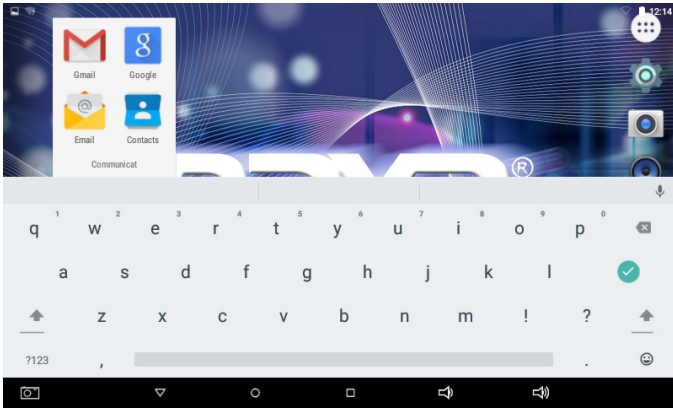 12:14
Gmail Google
Email Contacts
Communicat
®
1 2 3 4 5 6 7 8 9 0
q w e r t y u i o p
a s d f g h j k l
z x c v b n m ! ?
?123 , .